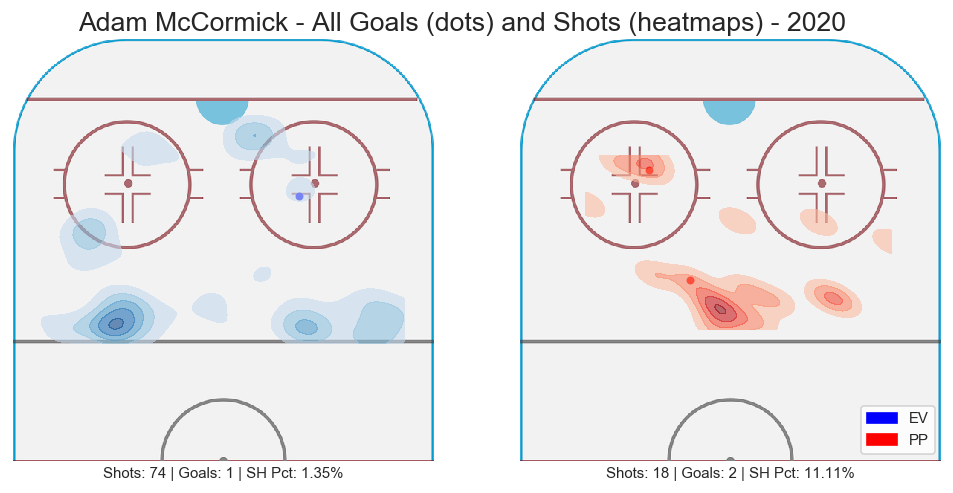 Adam McCormick - All Goals (dots) and Shots (heatmaps) - 2020
EV
PP
Shots: 74 | Goals: 1 | SH Pct: 1.35%
Shots: 18 | Goals: 2 | SH Pct: 11.11%